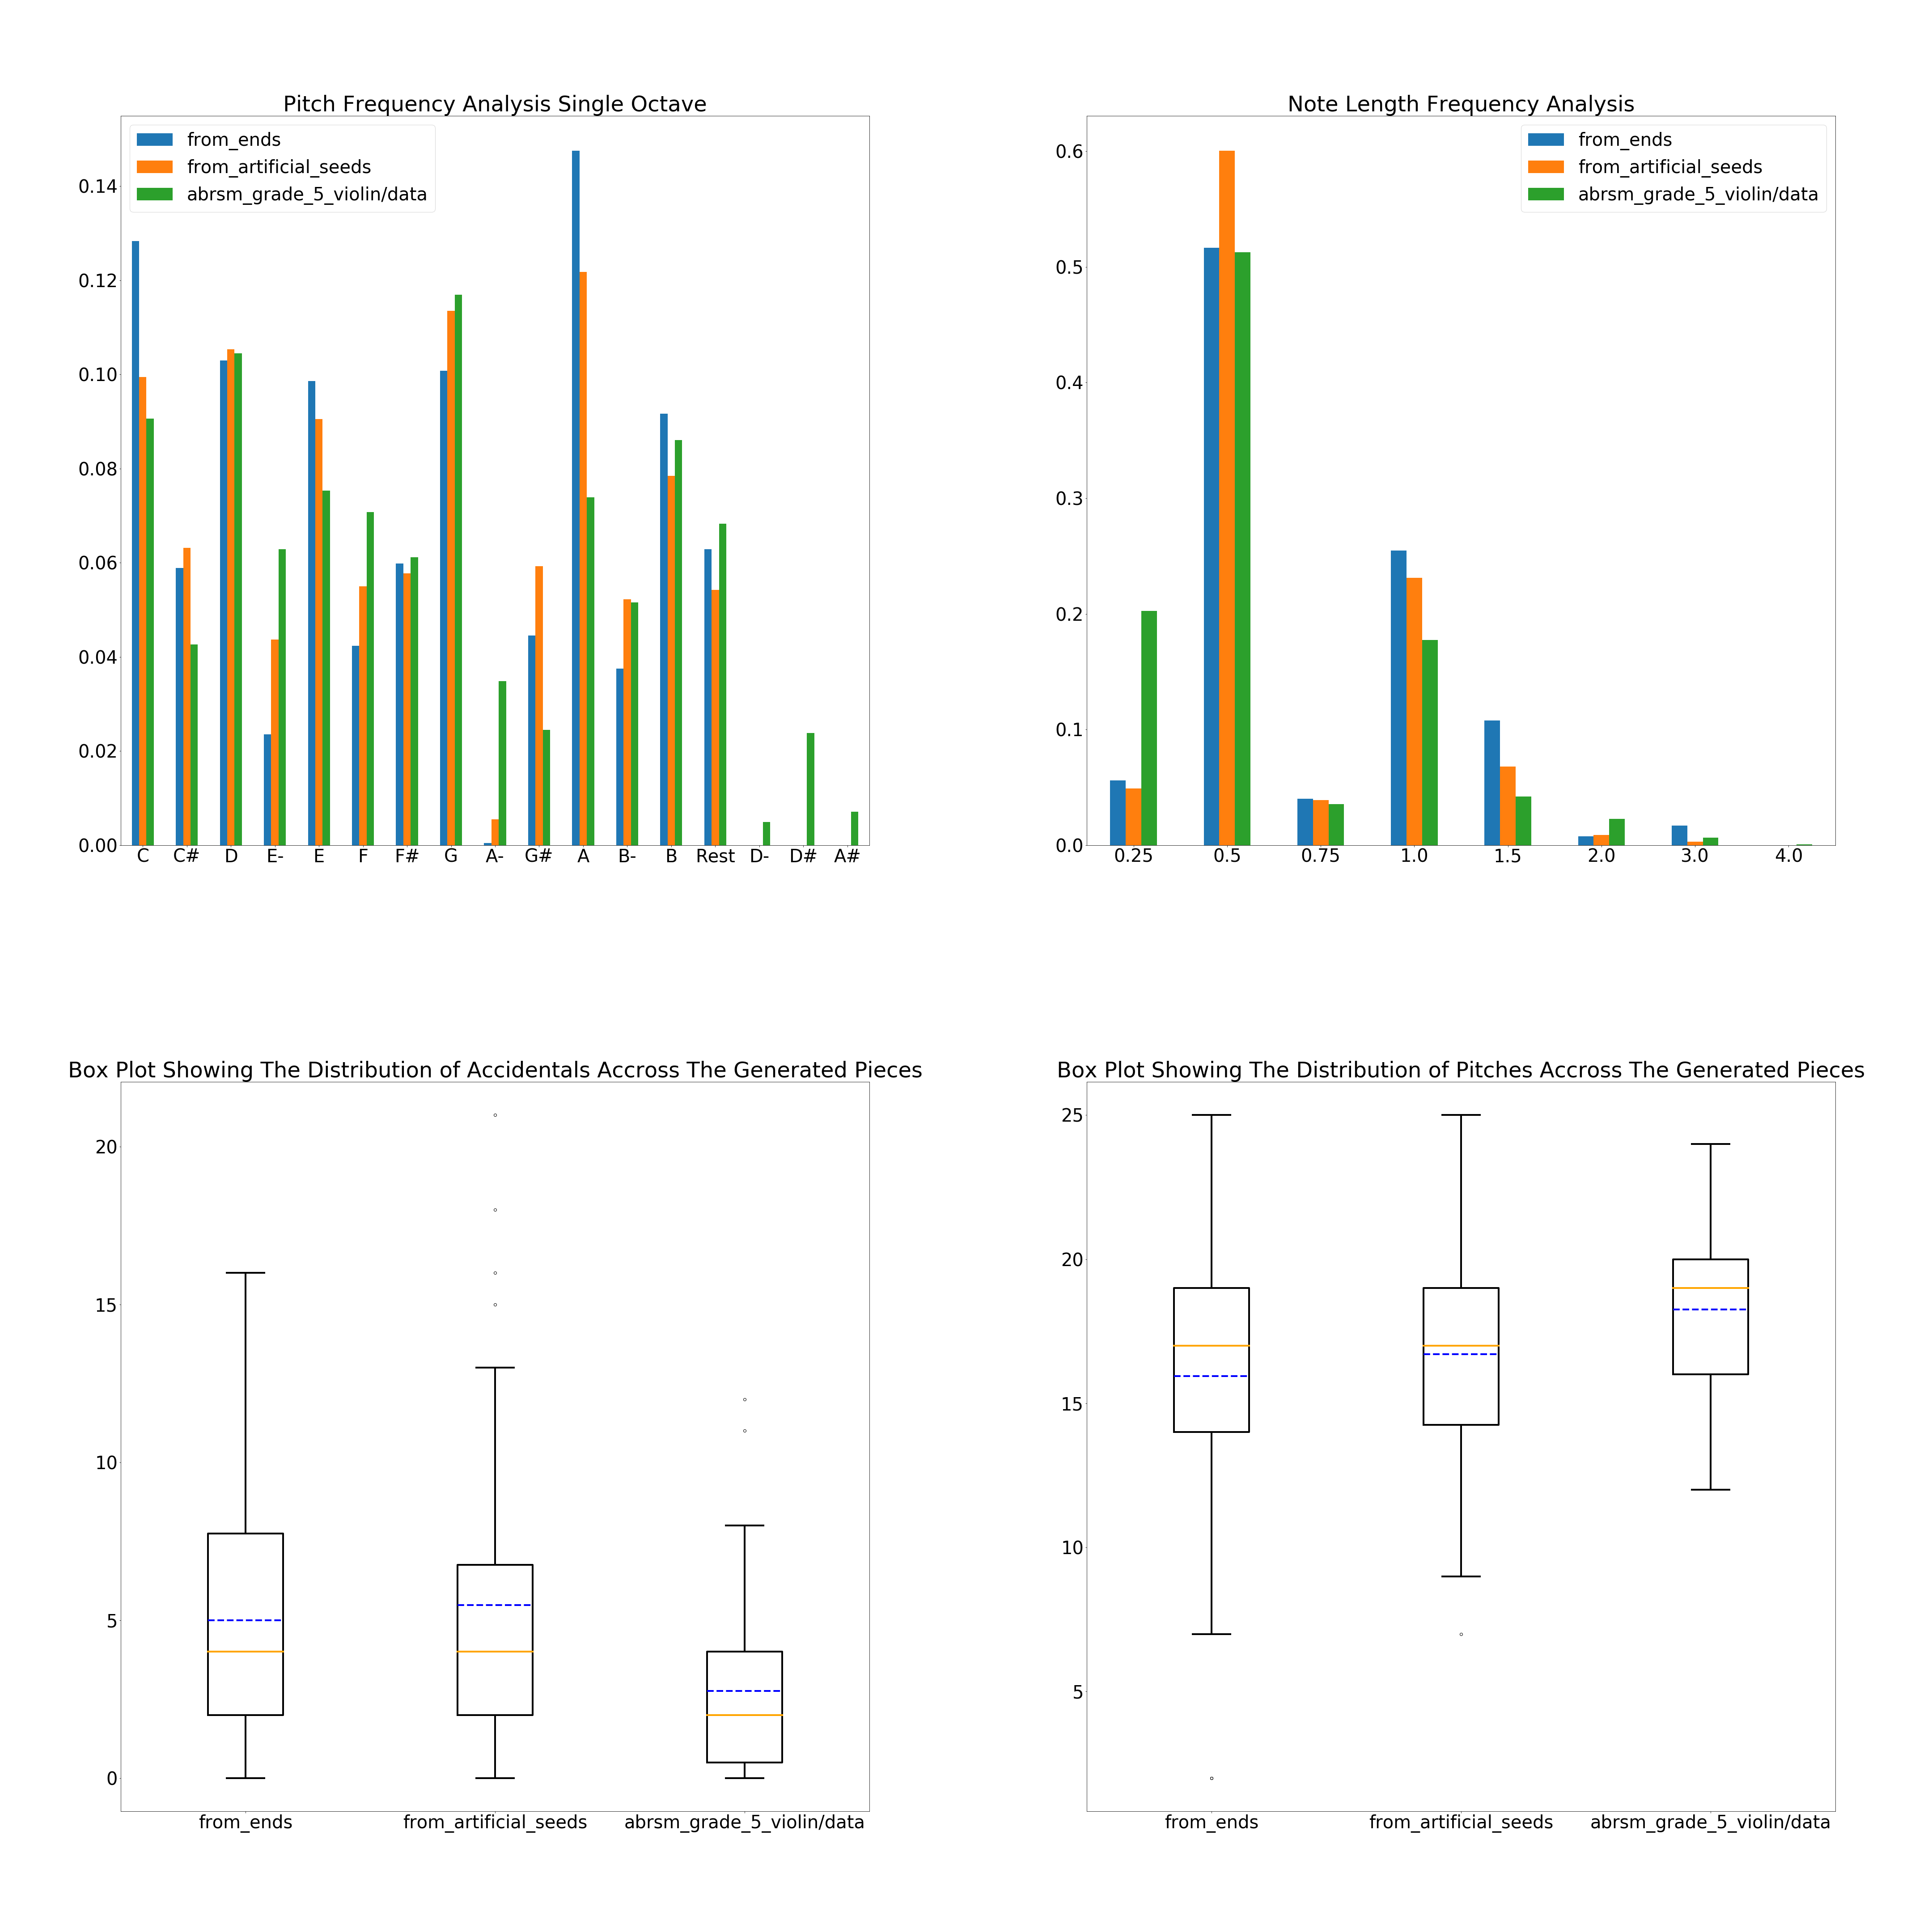 Pitch Frequency Analysis Single Octave
from_ends
from_artificial_seeds
abrsm_grade_5_violin/data
0.14
0.12
0.10
0.08
0.06
0.04
0.02
0.00
C C# D E- E F F# G A- G# A B- B Rest D- D# A#
Note Length Frequency Analysis
from_ends
from_artificial_seeds
abrsm_grade_5_violin/data
0.6
0.5
0.4
0.3
0.2
0.1
0.0
0.25 0.5 0.75 1.0 1.5 2.0 3.0 4.0
Box Plot Showing The Distribution of Accidentals Accross The Generated Pieces
20
15
10
5
0
from_ends from_artificial_seeds abrsm_grade_5_violin/data
Box Plot Showing The Distribution of Pitches Accross The Generated Pieces
25
20
15
10
5
from_ends from_artificial_seeds abrsm_grade_5_violin/data